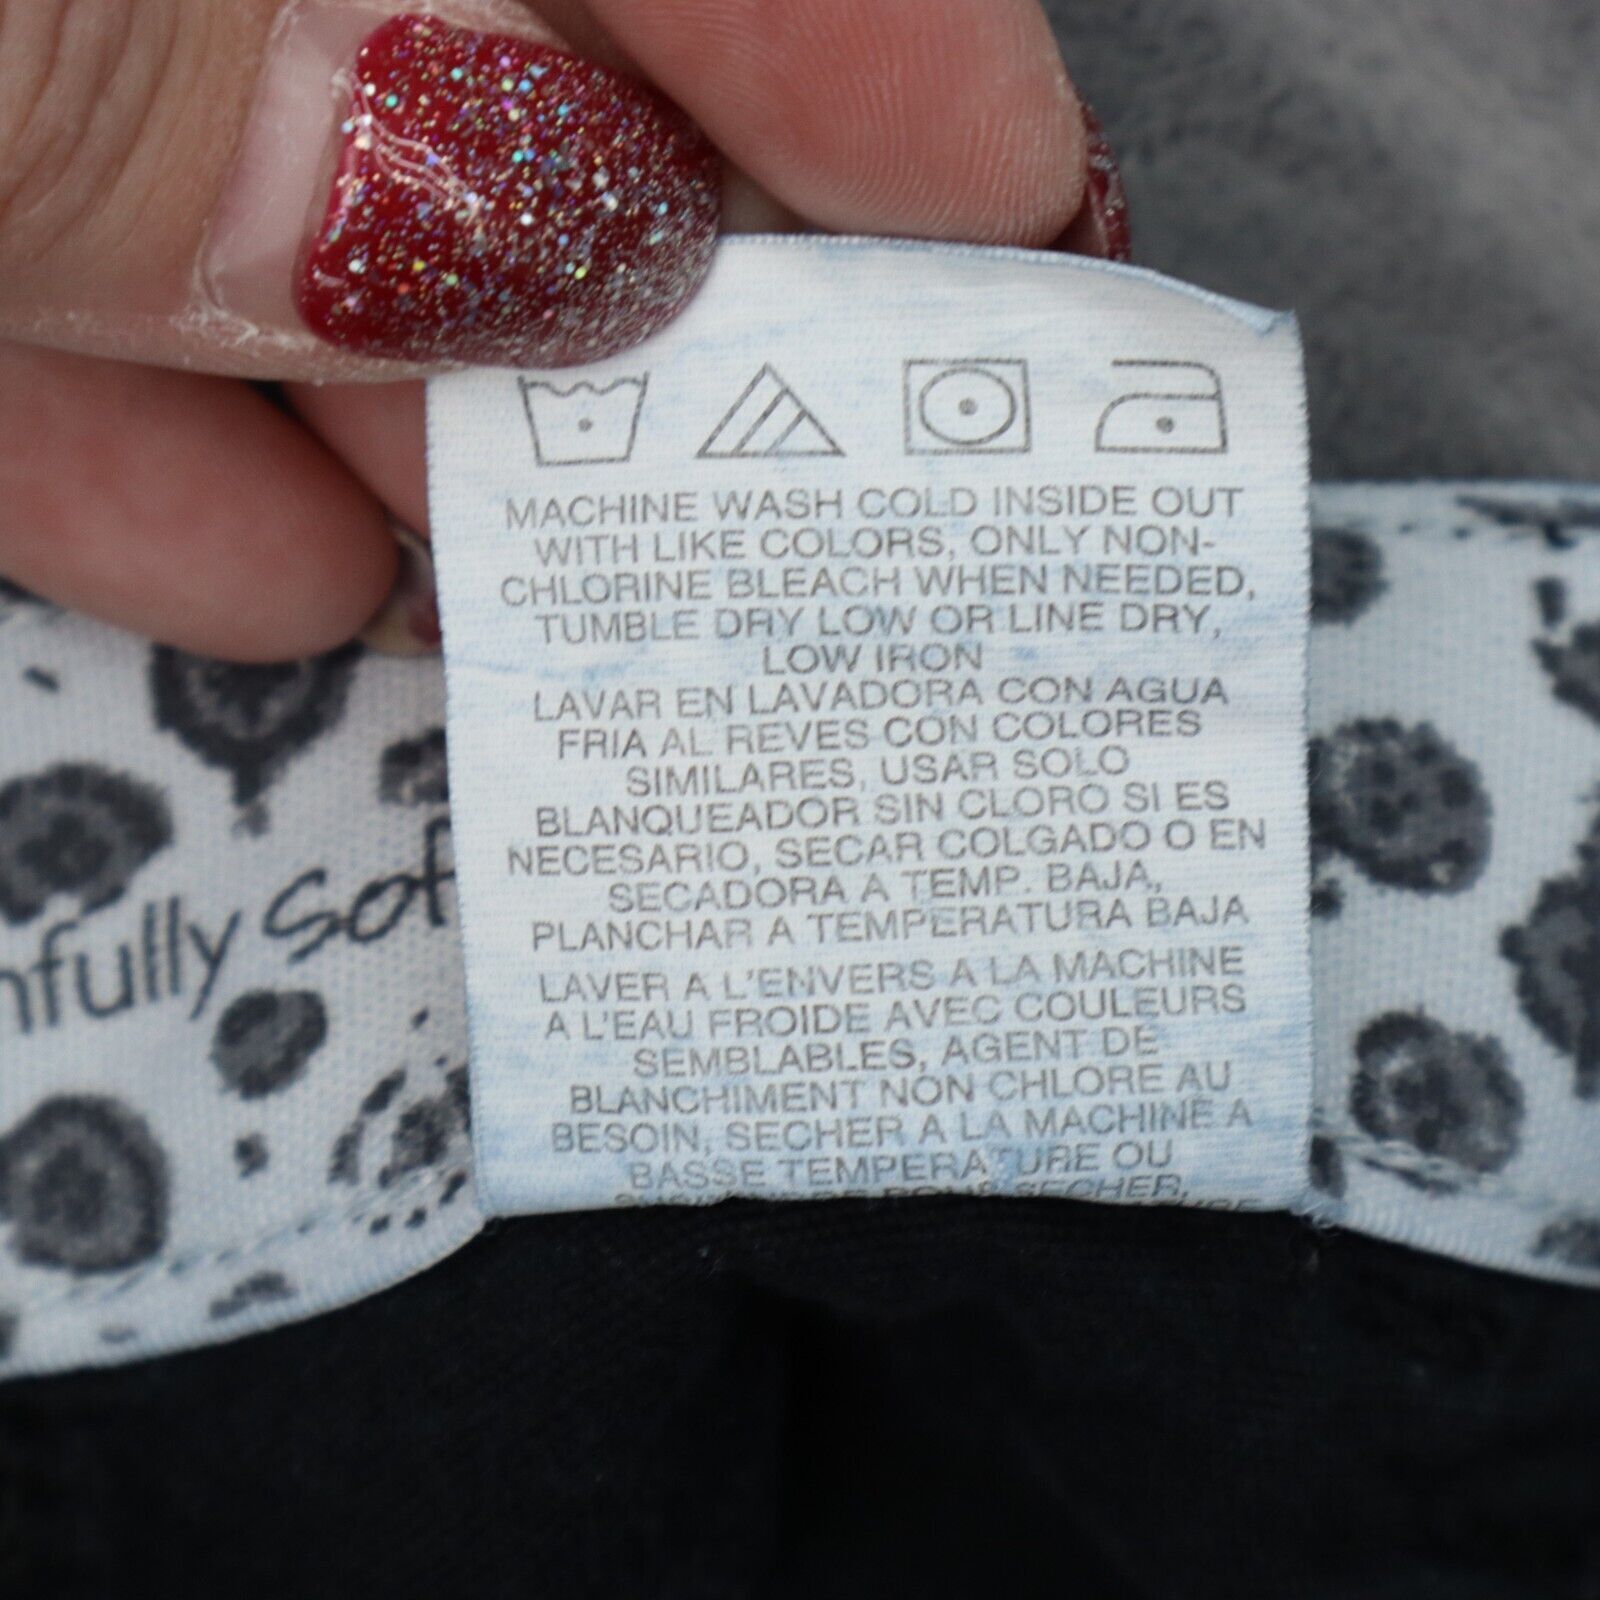 MACHINE WASH COLD INSIDE OUT
WITH LIKE COLORS, ONLY NON-
CHLORINE BLEACH WHEN NEEDED,
TUMBLE DRY LOW OR LINE DRY,
LOW IRON
LAVAR EN LAVADORA CON AGUA
FRIA AL REVES CON COLORES
SIMILARES, USAR SOLO
BLANQUEADOR SIN CLORO SI ES
NECESARIO, SECAR COLGADO O EN
SECADORA A TEMP. BAJA,
PLANCHAR A TEMPERATURA BAJA
LAVER A L'ENVERS A LA MACHINE
A L'EAU FROIDE AVEC COULEURS
SEMBLABLES, AGENT DE
BLANCHIMENT NON CHLORE AU
BESOIN, SECHER A LA MACHINE A
BASSE TEMPERATURE OU
POUR SECHER,
nfully Sof